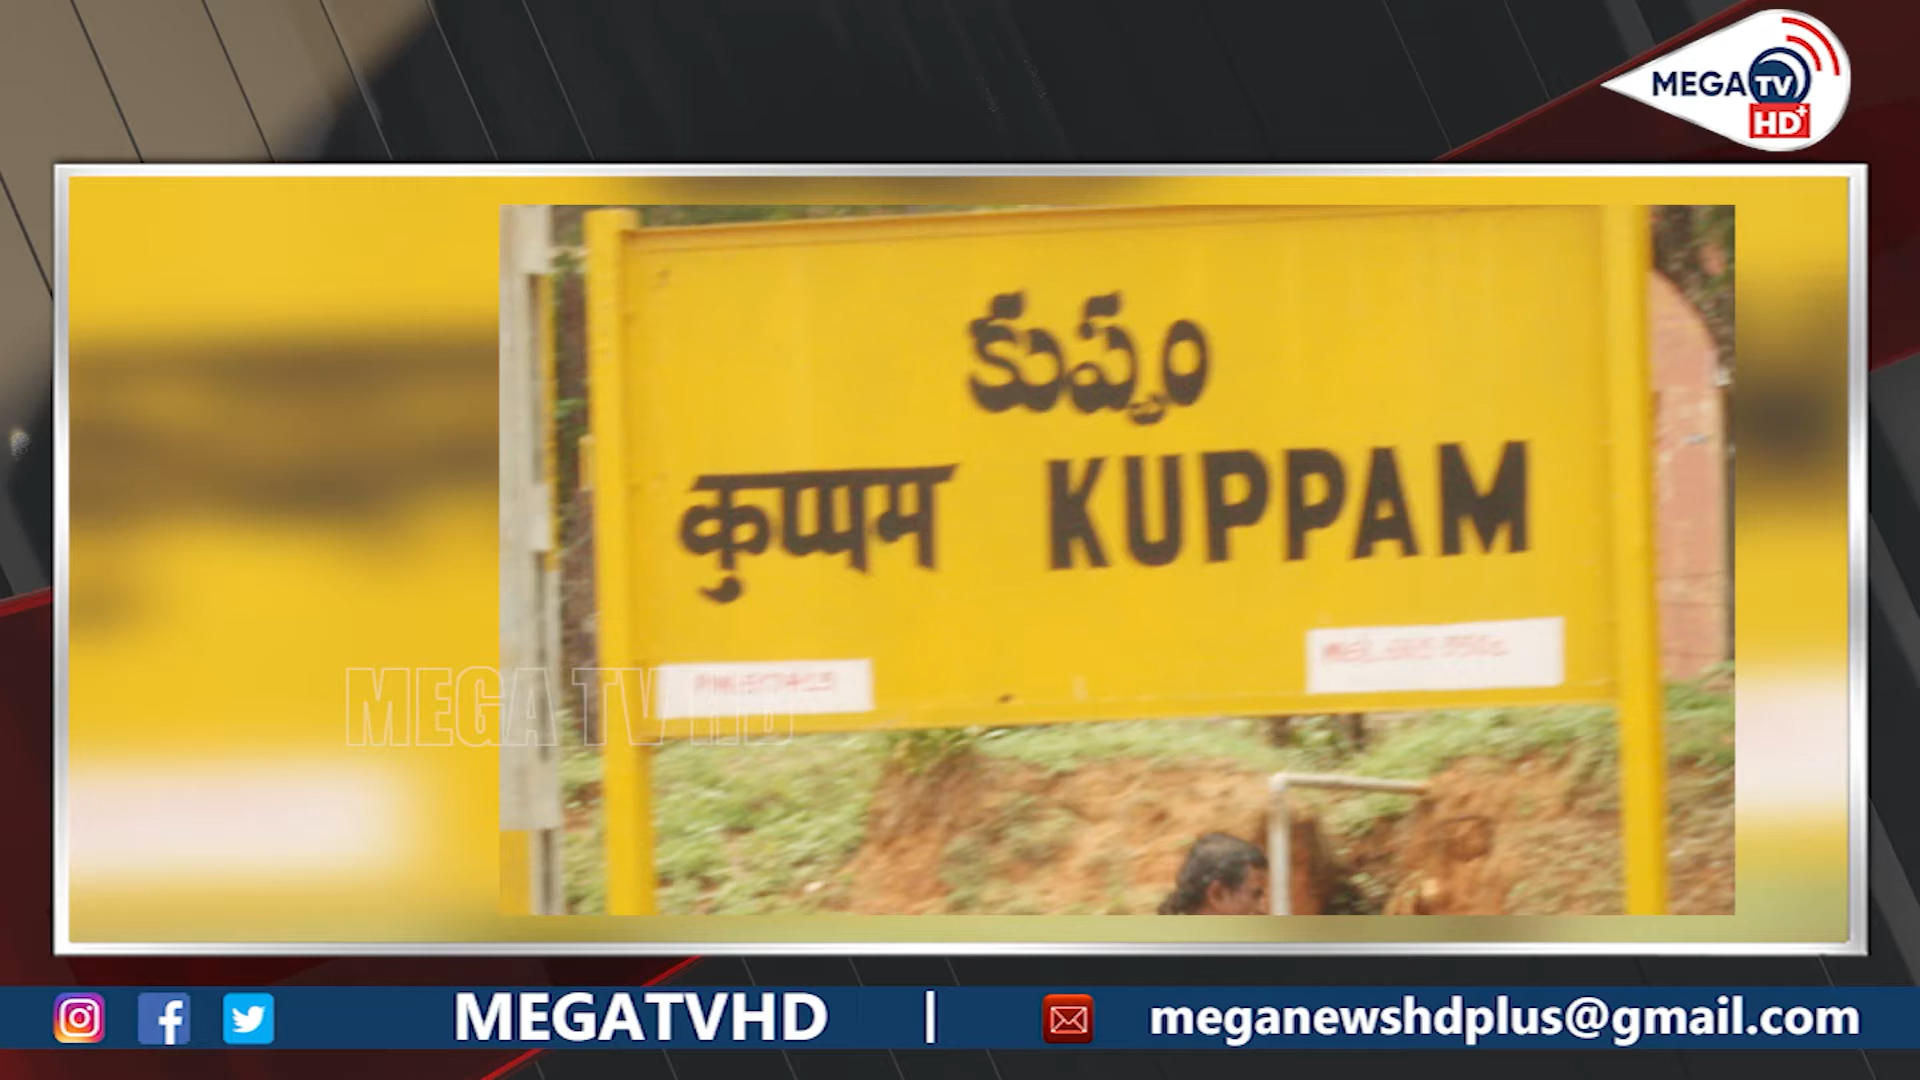 MEGA TV
HD+
కుప్పం
कुप्पम KUPPAM
MEGA TV HD
MEGATVHD | meganewshdplus@gmail.com